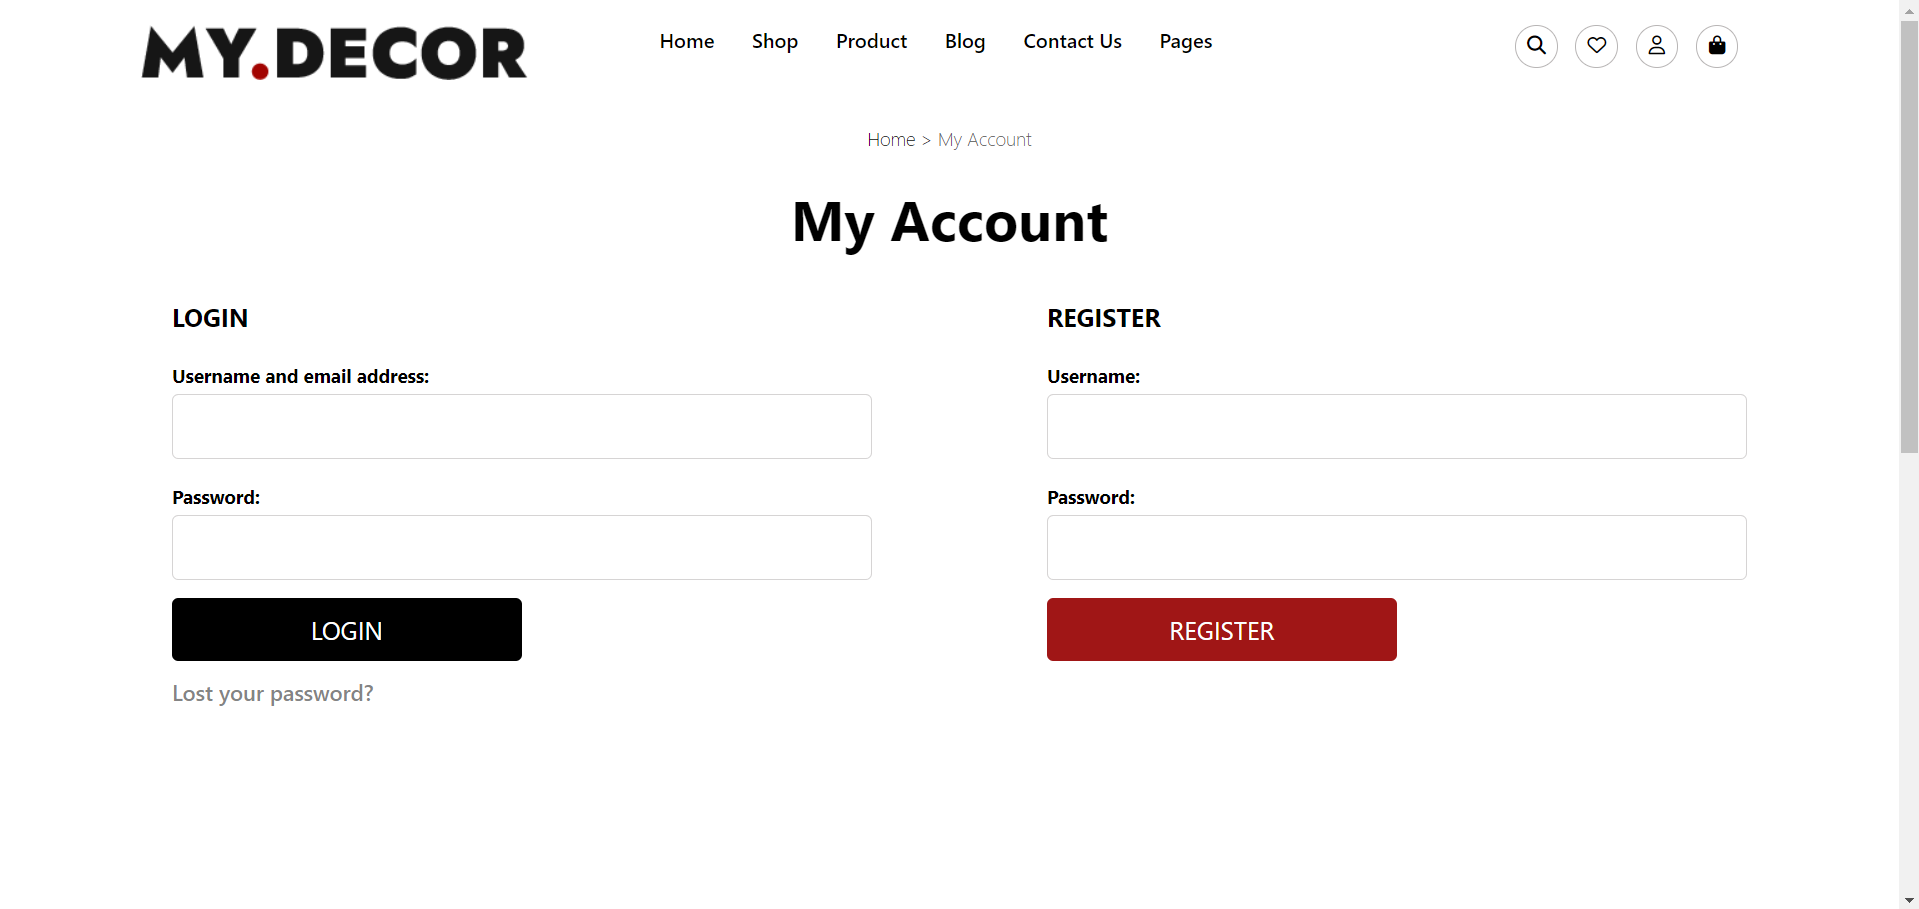 MY.DECOR
Home Shop Product Blog Contact Us Pages
Home > My Account
My Account
LOGIN
Username and email address:
Password:
LOGIN
Lost your password?
REGISTER
Username:
Password:
REGISTER